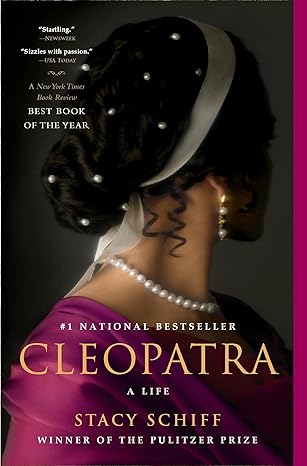 "Startling."
—NEWSWEEK
"Sizzles with passion."
—USA TODAY
A New York Times
Book Review
BEST BOOK
OF THE YEAR
#1 NATIONAL BESTSELLER
CLEOPATRA
A LIFE
STACY SCHIFF
WINNER OF THE PULITZER PRIZE